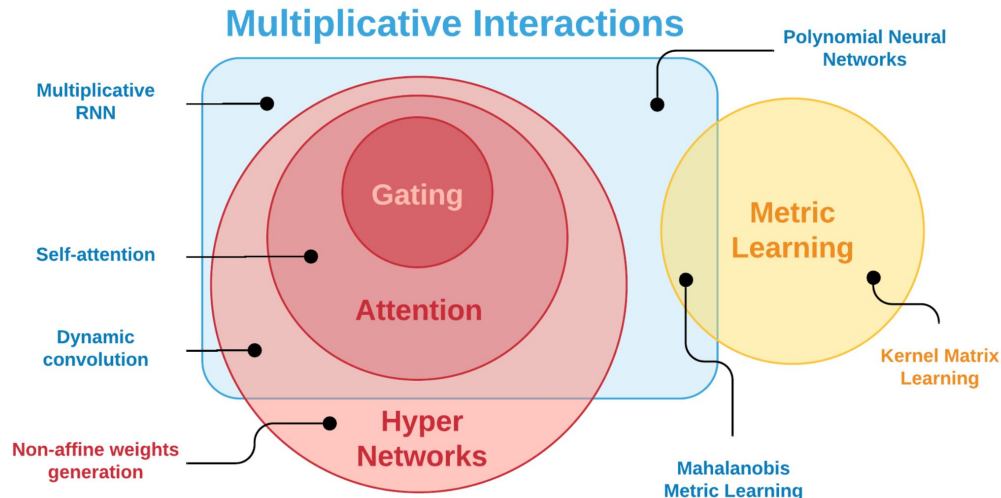 Multiplicative Interactions
Polynomial Neural
Networks
Multiplicative
RNN
Gating
Metric
Learning
Self-attention
Attention
Dynamic
convolution
Kernel Matrix
Learning
Hyper
Networks
Non-affine weights
generation
Mahalanobis
Metric Learning